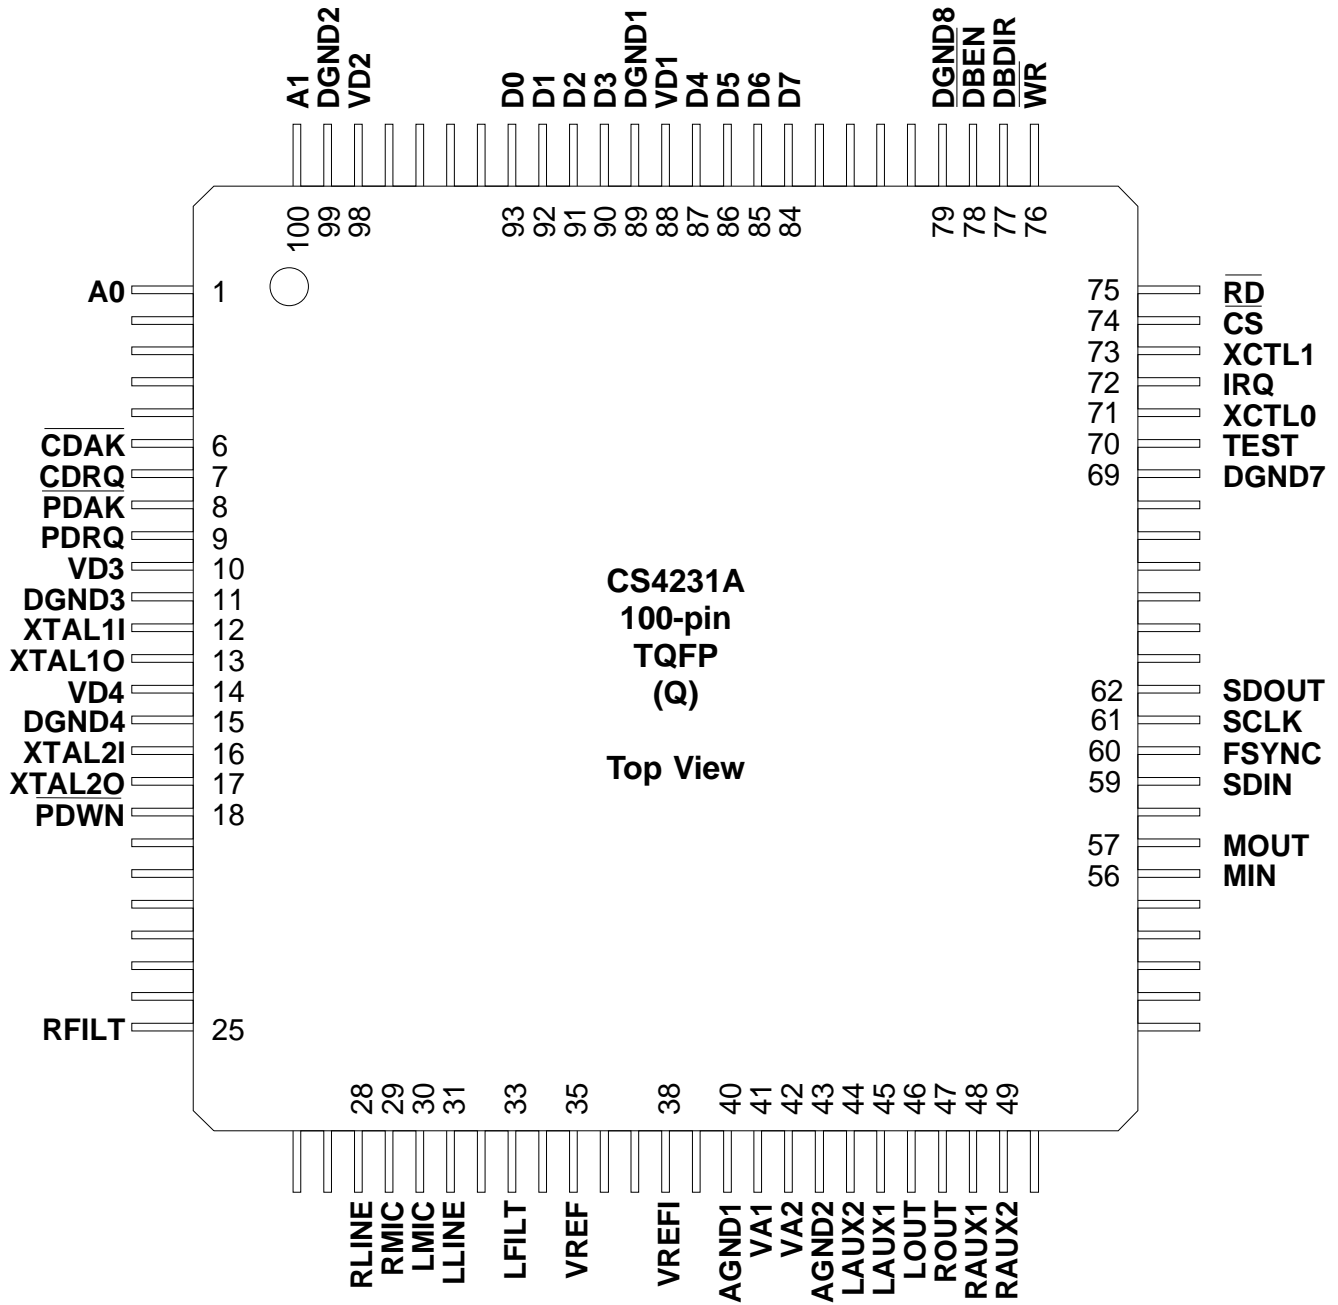 A1 DGND2 VD2 D0 D1 D2 D3 DGND1 VD1 D4 D5 D6 D7 DGND8 DBEN DBDIR WR
100 99 98 93 92 91 90 89 88 87 86 85 84 79 78 77 76
A0 1 75 RD
74 CS
73 XCTL1
72 IRQ
71 XCTL0
CDAK 6 70 TEST
CDRQ 7 69 DGND7
PDAK 8
PDRQ 9
VD3 10
DGND3 11
XTAL1I 12
XTAL1O 13
VD4 14 62 SDOUT
DGND4 15 61 SCLK
XTAL2I 16 60 FSYNC
XTAL2O 17 59 SDIN
PDWN 18
57 MOUT
56 MIN
RFILT 25
CS4231A
100-pin
TQFP
(Q)
Top View
28 29 30 31 33 35 38 40 41 42 43 44 45 46 47 48 49
RLINE RMIC LMIC LLINE LFILT VREF VREFI AGND1 VA1 VA2 AGND2 LAUX2 LAUX1 LOUT ROUT RAUX1 RAUX2